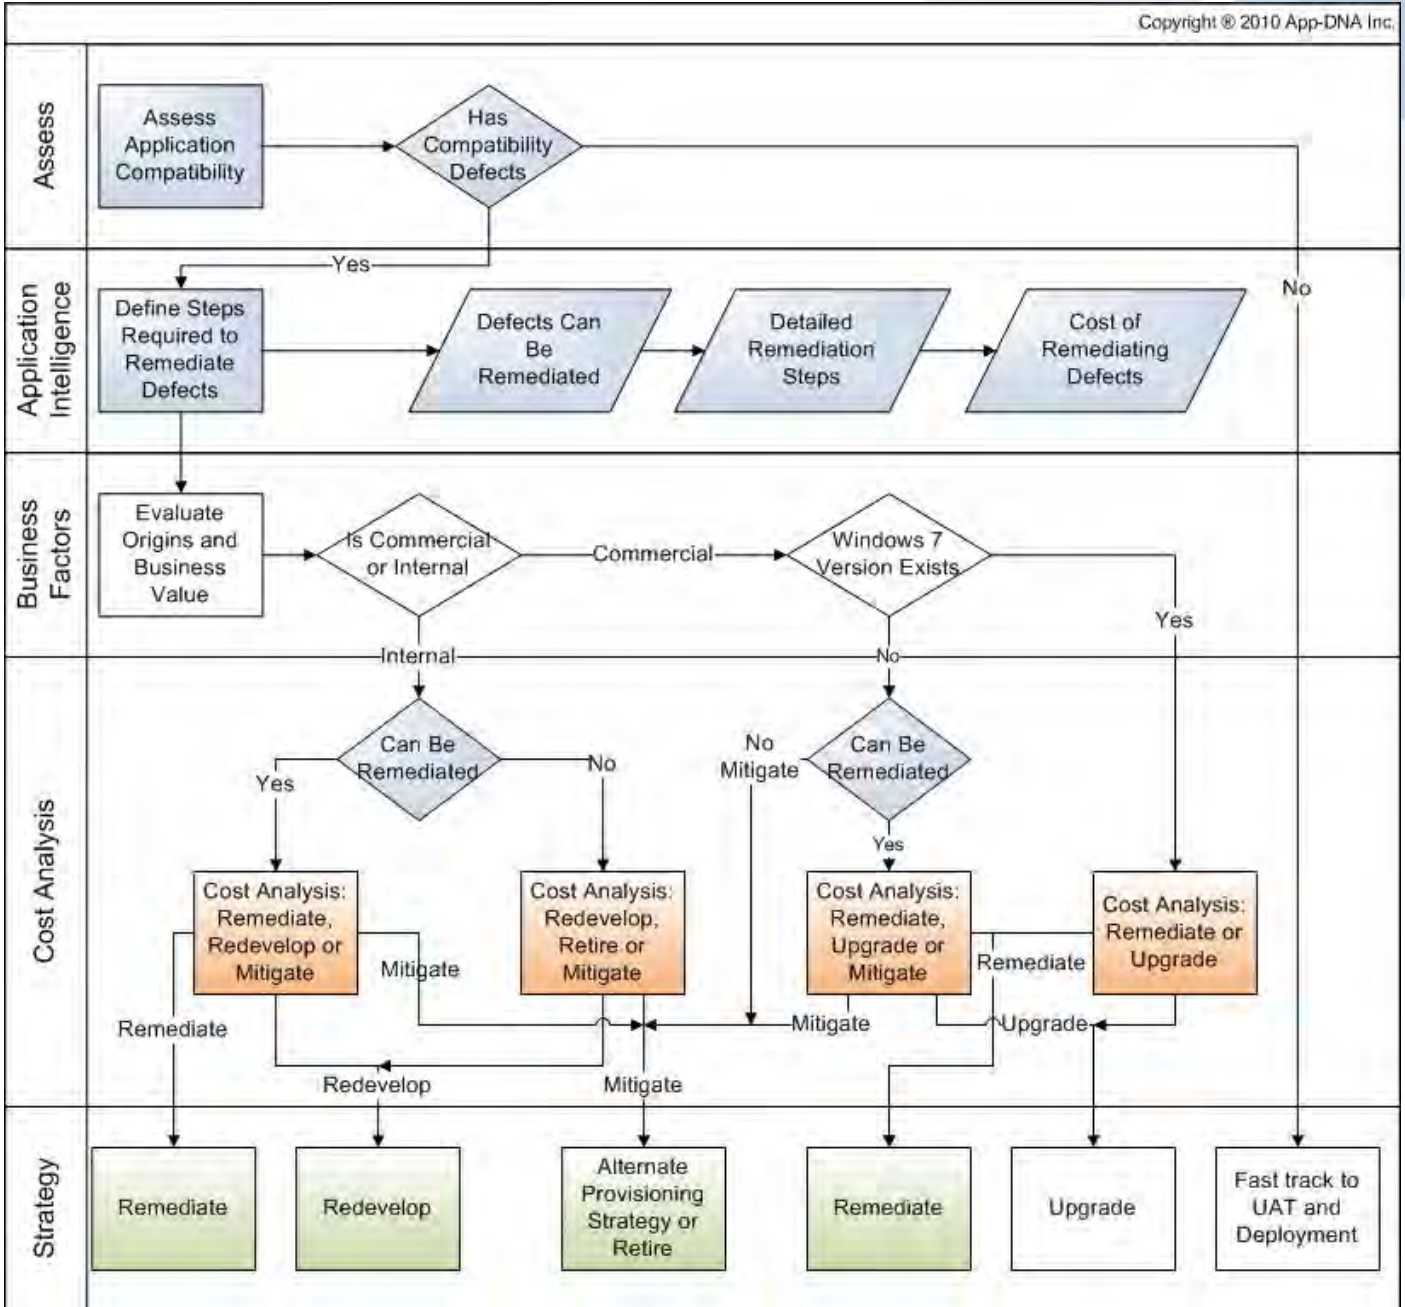 Copyright ® 2010 App-DNA Inc.
Assess
Assess
Application
Compatibility
Has
Compatibility
Defects
Yes
No
Application
Intelligence
Define Steps
Required to
Remediate
Defects
Defects Can
Be
Remediated
Detailed
Remediation
Steps
Cost of
Remediating
Defects
Business
Factors
Evaluate
Origins and
Business
Value
Is Commercial
or Internal
Commercial
Windows 7
Version Exists
Yes
Internal
No
Cost Analysis
Can Be
Remediated
Yes
No
No
Mitigate
Can Be
Remediated
Yes
Cost Analysis:
Remediate,
Redevelop or
Mitigate
Mitigate
Cost Analysis:
Redevelop,
Retire or
Mitigate
Cost Analysis:
Remediate,
Upgrade or
Mitigate
Remediate
Cost Analysis:
Remediate or
Upgrade
Remediate
Mitigate
Upgrade
Redevelop
Mitigate
Strategy
Remediate
Redevelop
Alternate
Provisioning
Strategy or
Retire
Remediate
Upgrade
Fast track to
UAT and
Deployment